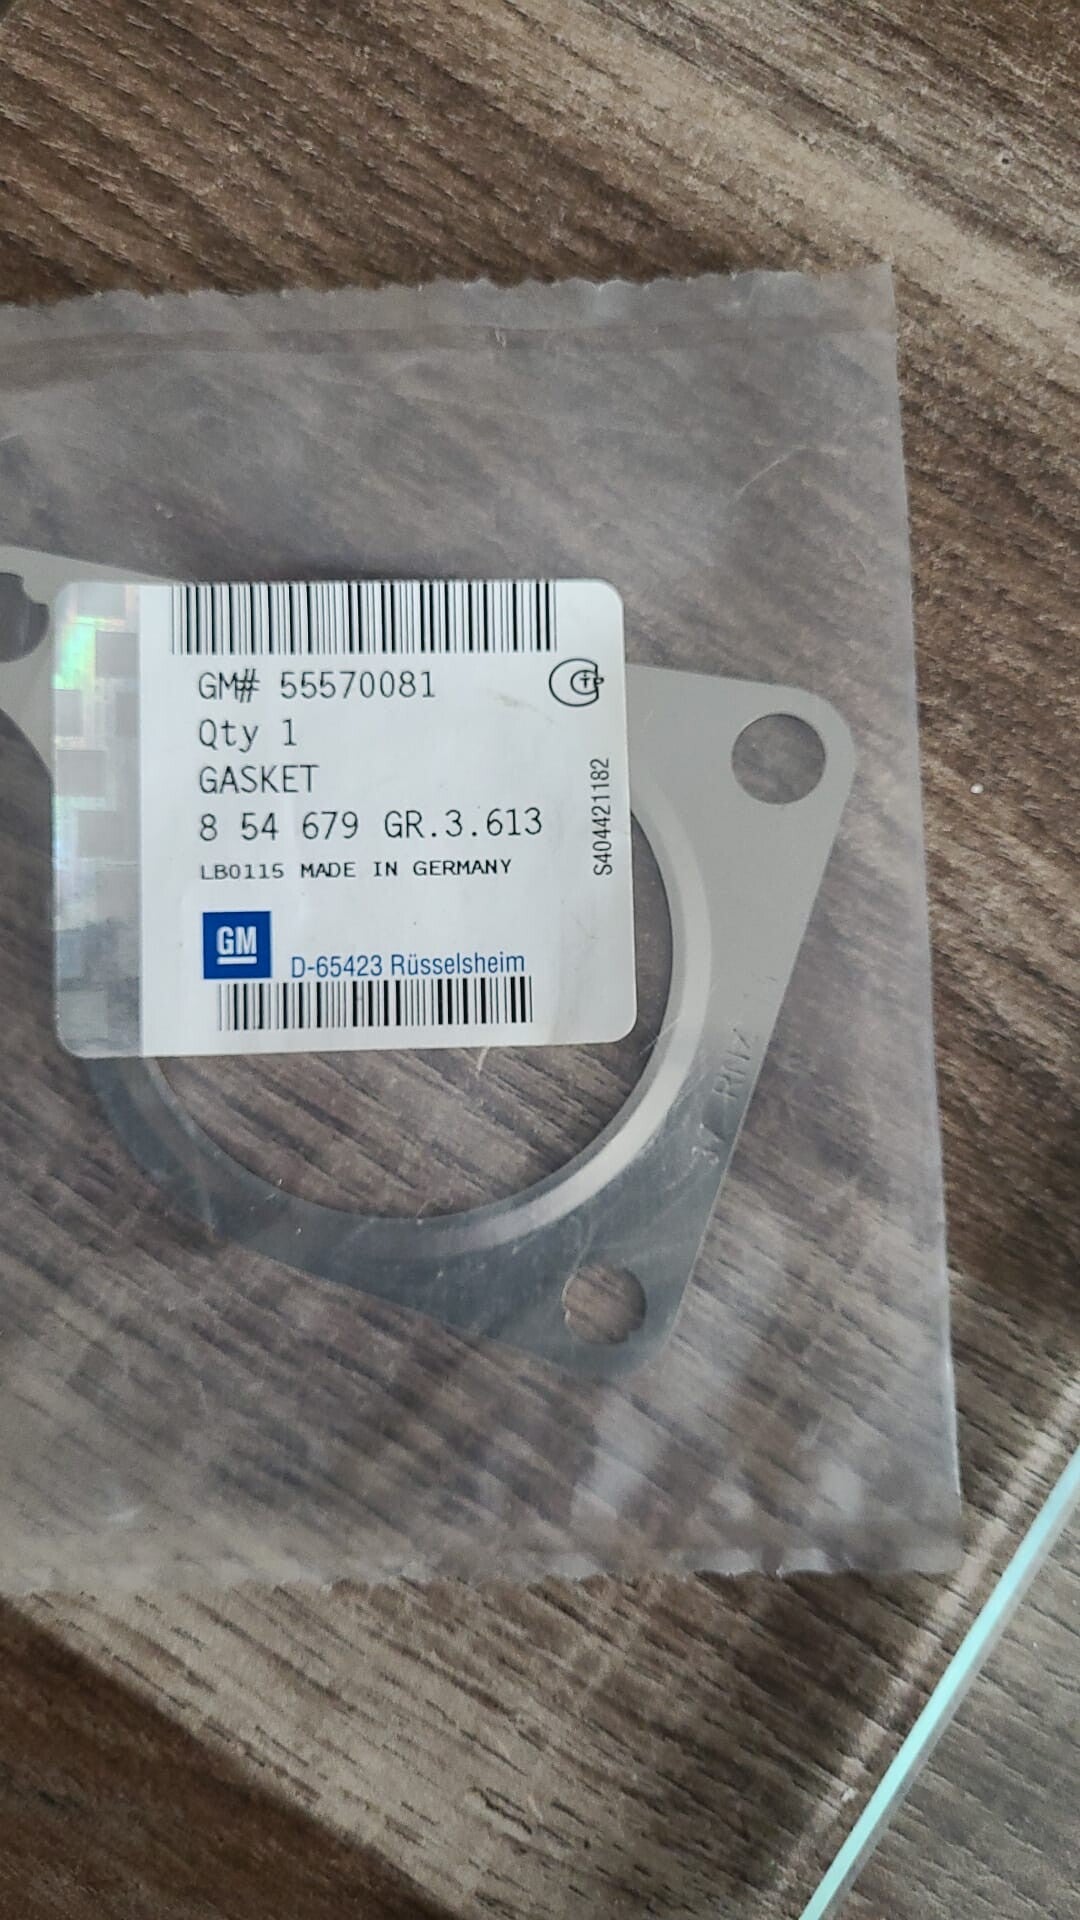 GM# 55570081
Qty 1
GASKET
8 54 679 GR.3.613
LB0115 MADE IN GERMANY
S404421182
GM
D-65423 Rüsselsheim
37